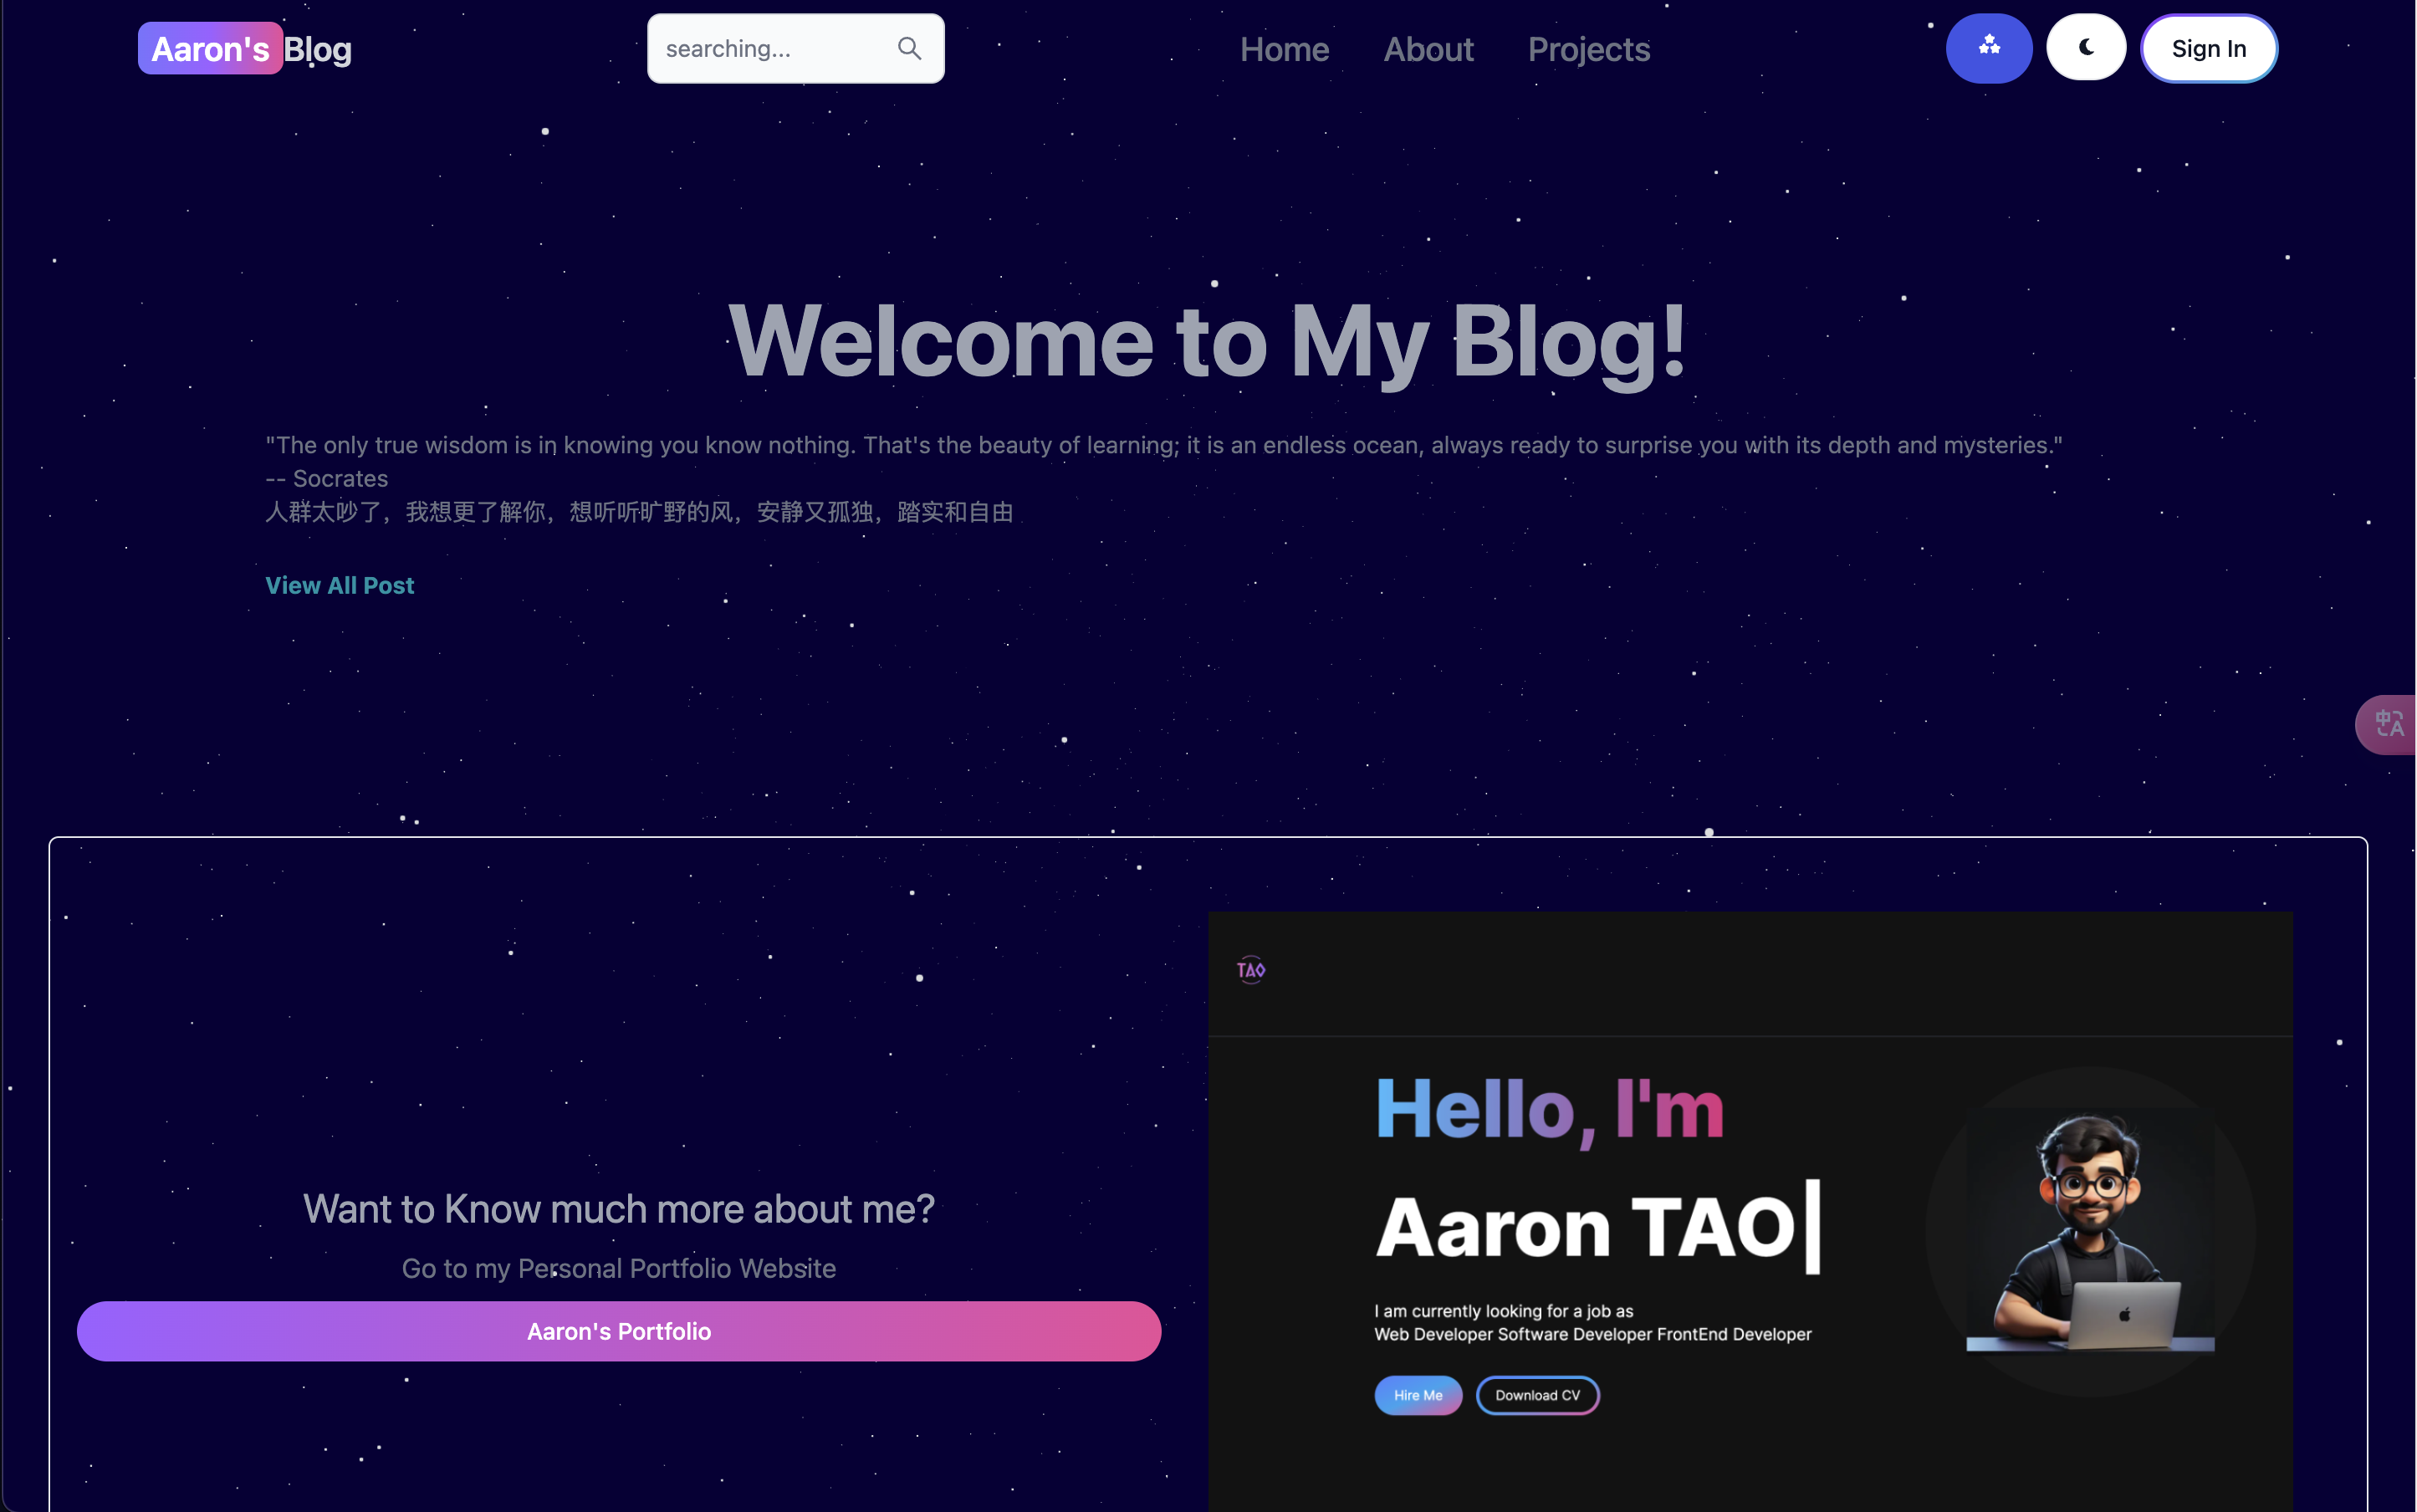 Aaron's Blog
searching...
Home
About
Projects
Sign In
Welcome to My Blog!
"The only true wisdom is in knowing you know nothing. That's the beauty of learning; it is an endless ocean, always ready to surprise you with its depth and mysteries."
-- Socrates
人群太吵了，我想更了解你，想听听旷野的风，安静又孤独，踏实和自由
View All Post
中A
Want to Know much more about me?
Go to my Personal Portfolio Website
Aaron's Portfolio
TAO
Hello, I'm
Aaron TAO
I am currently looking for a job as
Web Developer Software Developer FrontEnd Developer
Hire Me
Download CV